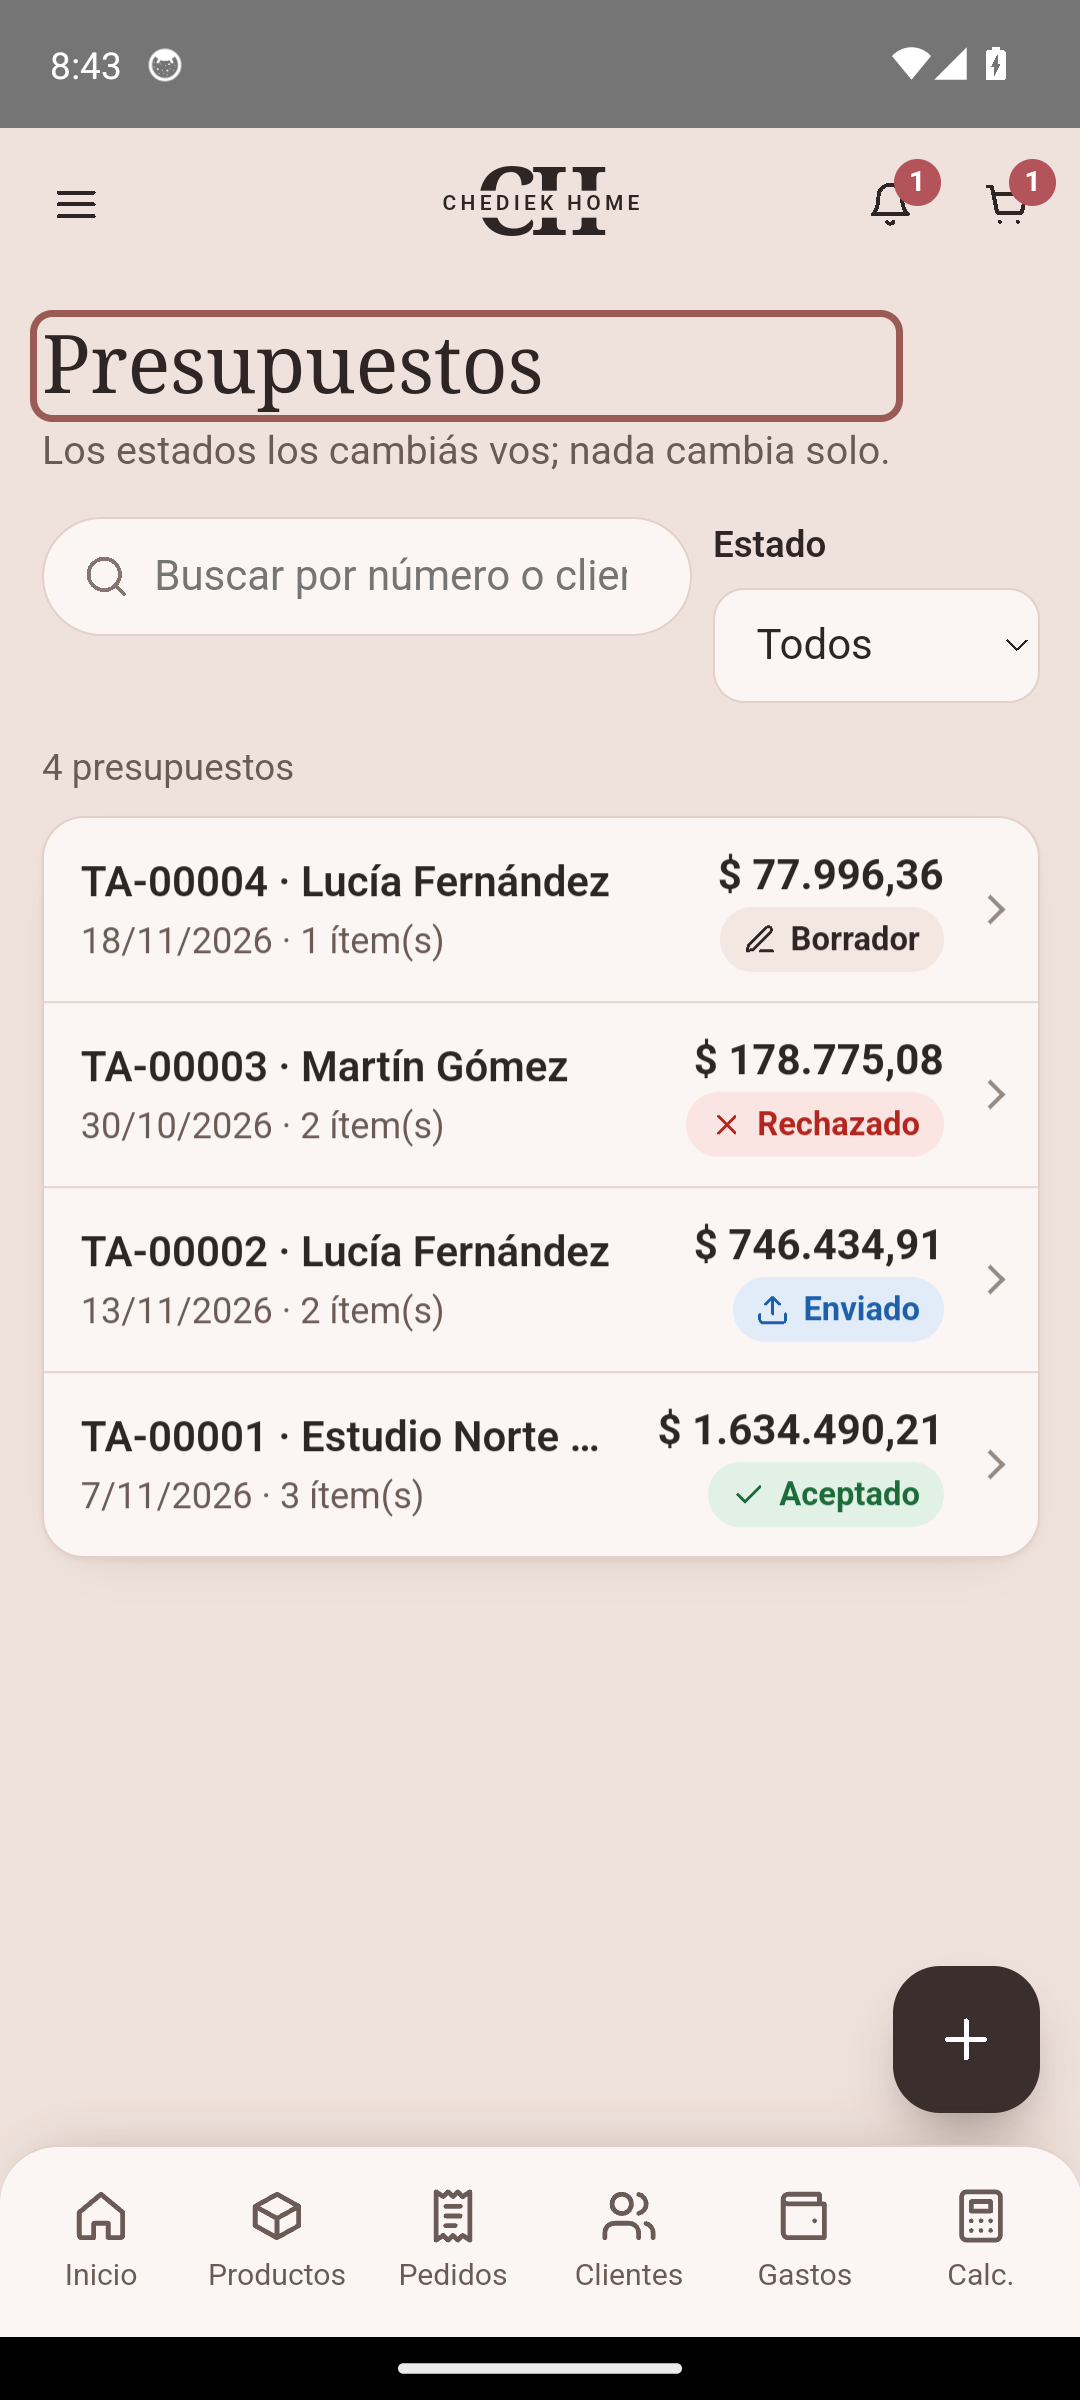 8:43
CH
CHEDIEK HOME
1
1
Presupuestos
Los estados los cambiás vos; nada cambia solo.
Buscar por número o clien
Estado
Todos
4 presupuestos
TA-00004 · Lucía Fernández
$ 77.996,36
18/11/2026 · 1 ítem(s)
Borrador
TA-00003 · Martín Gómez
$ 178.775,08
30/10/2026 · 2 ítem(s)
Rechazado
TA-00002 · Lucía Fernández
$ 746.434,91
13/11/2026 · 2 ítem(s)
Enviado
TA-00001 · Estudio Norte ...
$ 1.634.490,21
7/11/2026 · 3 ítem(s)
Aceptado
Inicio
Productos
Pedidos
Clientes
Gastos
Calc.